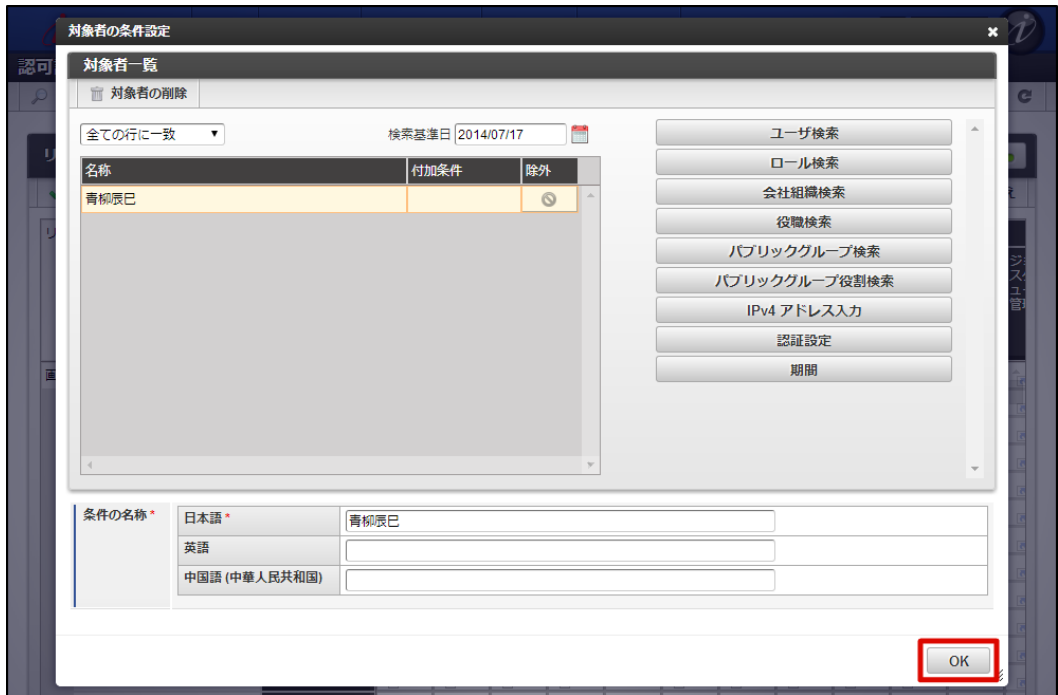 対象者の条件設定
認可
対象者一覧
対象者の削除
全ての行に一致
検索基準日 2014/07/17
名称 付加条件 除外
青柳辰巳
ユーザ検索
ロール検索
会社組織検索
役職検索
パブリックグループ検索
パブリックグループ役割検索
IPv4 アドレス入力
認証設定
期間
条件の名称* 日本語* 青柳辰巳
英語
中国語 (中華人民共和国)
OK